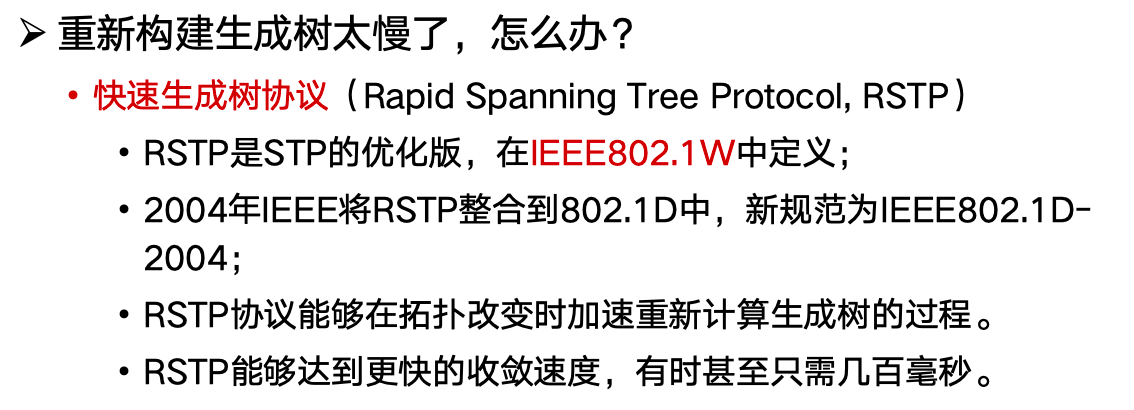 ➢ 重新构建生成树太慢了，怎么办？
• 快速生成树协议（Rapid Spanning Tree Protocol, RSTP）
• RSTP是STP的优化版，在IEEE802.1W中定义；
• 2004年IEEE将RSTP整合到802.1D中，新规范为IEEE802.1D-
2004；
• RSTP协议能够在拓扑改变时加速重新计算生成树的过程。
• RSTP能够达到更快的收敛速度，有时甚至只需几百毫秒。